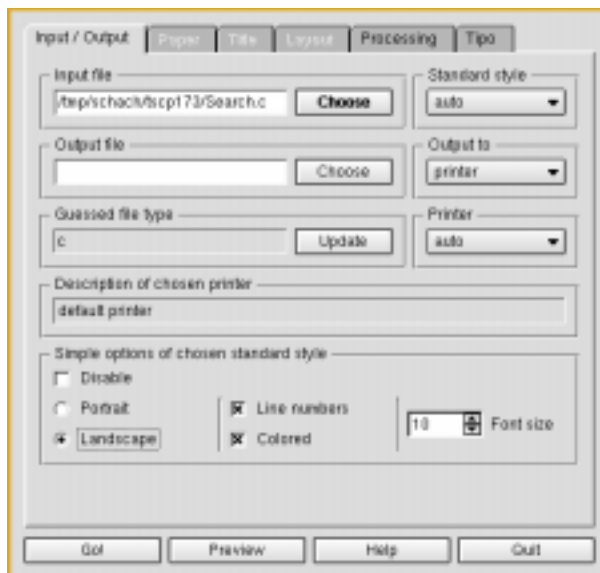 Input / Output Paper Title Layout Processing Tipo
Input file Standard style
/tmp/schach/tscp173/Search.c Choose auto
Output file Output to
Choose printer
Guessed file type Printer
c Update auto
Description of chosen printer
default printer
Simple options of chosen standard style
Disable
Portrait Line numbers
10 Font size
Landscape Colored
Go! Preview Help Quit